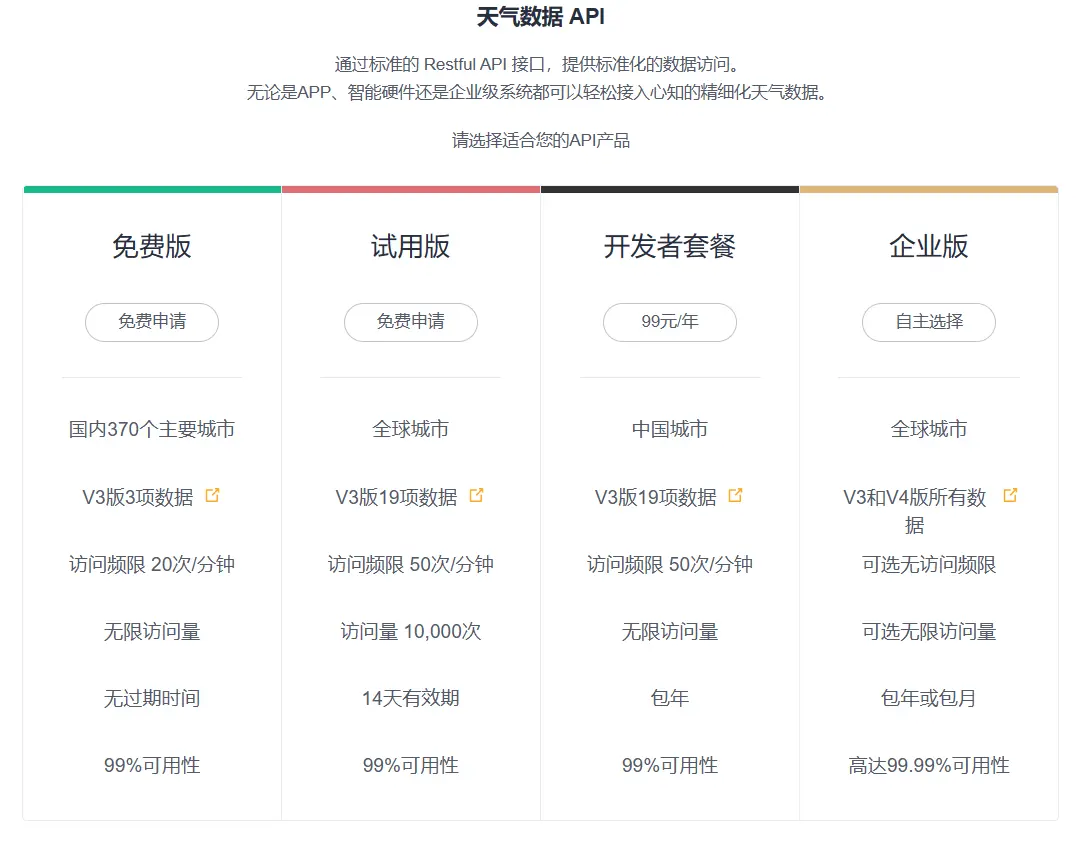 天气数据 API
通过标准的 Restful API 接口，提供标准化的数据访问。
无论是APP、智能硬件还是企业级系统都可以轻松接入心知的精细化天气数据。
请选择适合您的API产品
免费版
免费申请
国内370个主要城市
V3版3项数据
访问频限 20次/分钟
无限访问量
无过期时间
99%可用性
试用版
免费申请
全球城市
V3版19项数据
访问频限 50次/分钟
访问量 10,000次
14天有效期
99%可用性
开发者套餐
99元/年
中国城市
V3版19项数据
访问频限 50次/分钟
无限访问量
包年
99%可用性
企业版
自主选择
全球城市
V3和V4版所有数
据
可选无访问频限
可选无限访问量
包年或包月
高达99.99%可用性